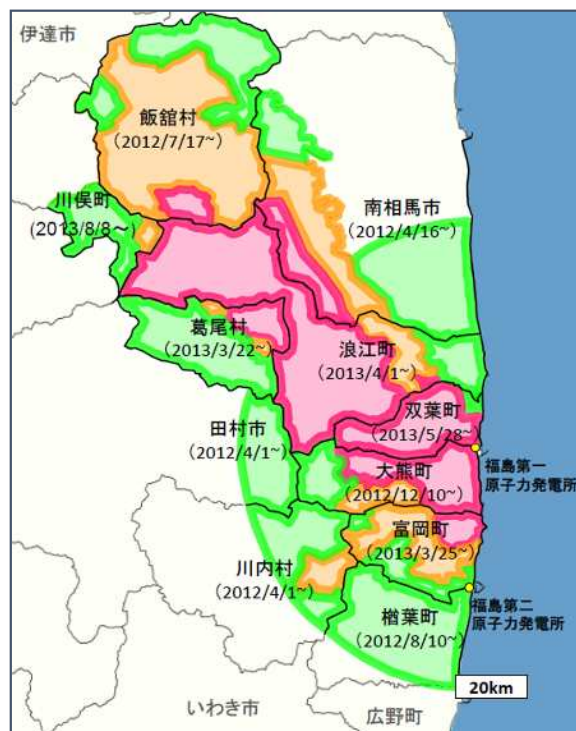 伊達市
飯舘村
（2012/7/17~）
川俣町
(2013/8/8～)
南相馬市
（2012/4/16~）
葛尾村
（2013/3/22~）
浪江町
（2013/4/1~）
双葉町
（2013/5/28~）
田村市
（2012/4/1~）
大熊町
（2012/12/10~）
福島第一
原子力発電所
富岡町
（2013/3/25~）
川内村
（2012/4/1~）
福島第二
原子力発電所
楢葉町
（2012/8/10~）
20km
いわき市
広野町